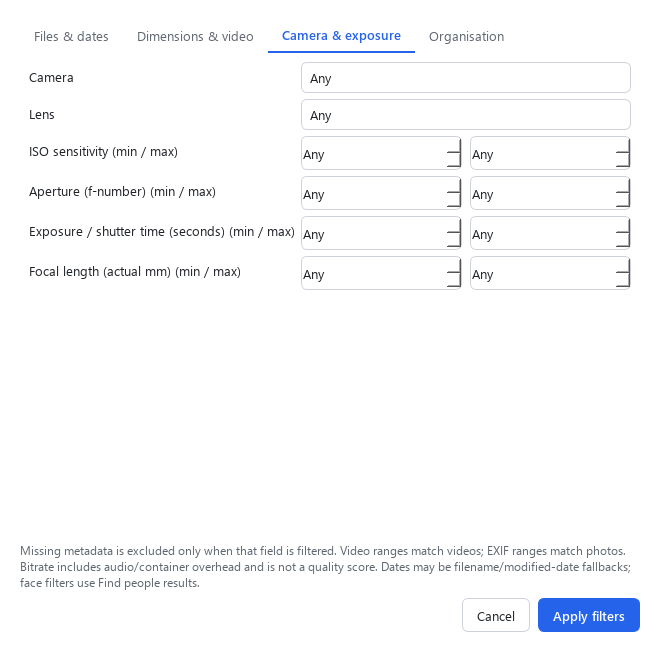 Files & dates Dimensions & video Camera & exposure Organisation
Camera Any
Lens Any
ISO sensitivity (min / max) Any Any
Aperture (f-number) (min / max) Any Any
Exposure / shutter time (seconds) (min / max) Any Any
Focal length (actual mm) (min / max) Any Any
Missing metadata is excluded only when that field is filtered. Video ranges match videos; EXIF ranges match photos.
Bitrate includes audio/container overhead and is not a quality score. Dates may be filename/modified-date fallbacks;
face filters use Find people results.
Cancel Apply filters